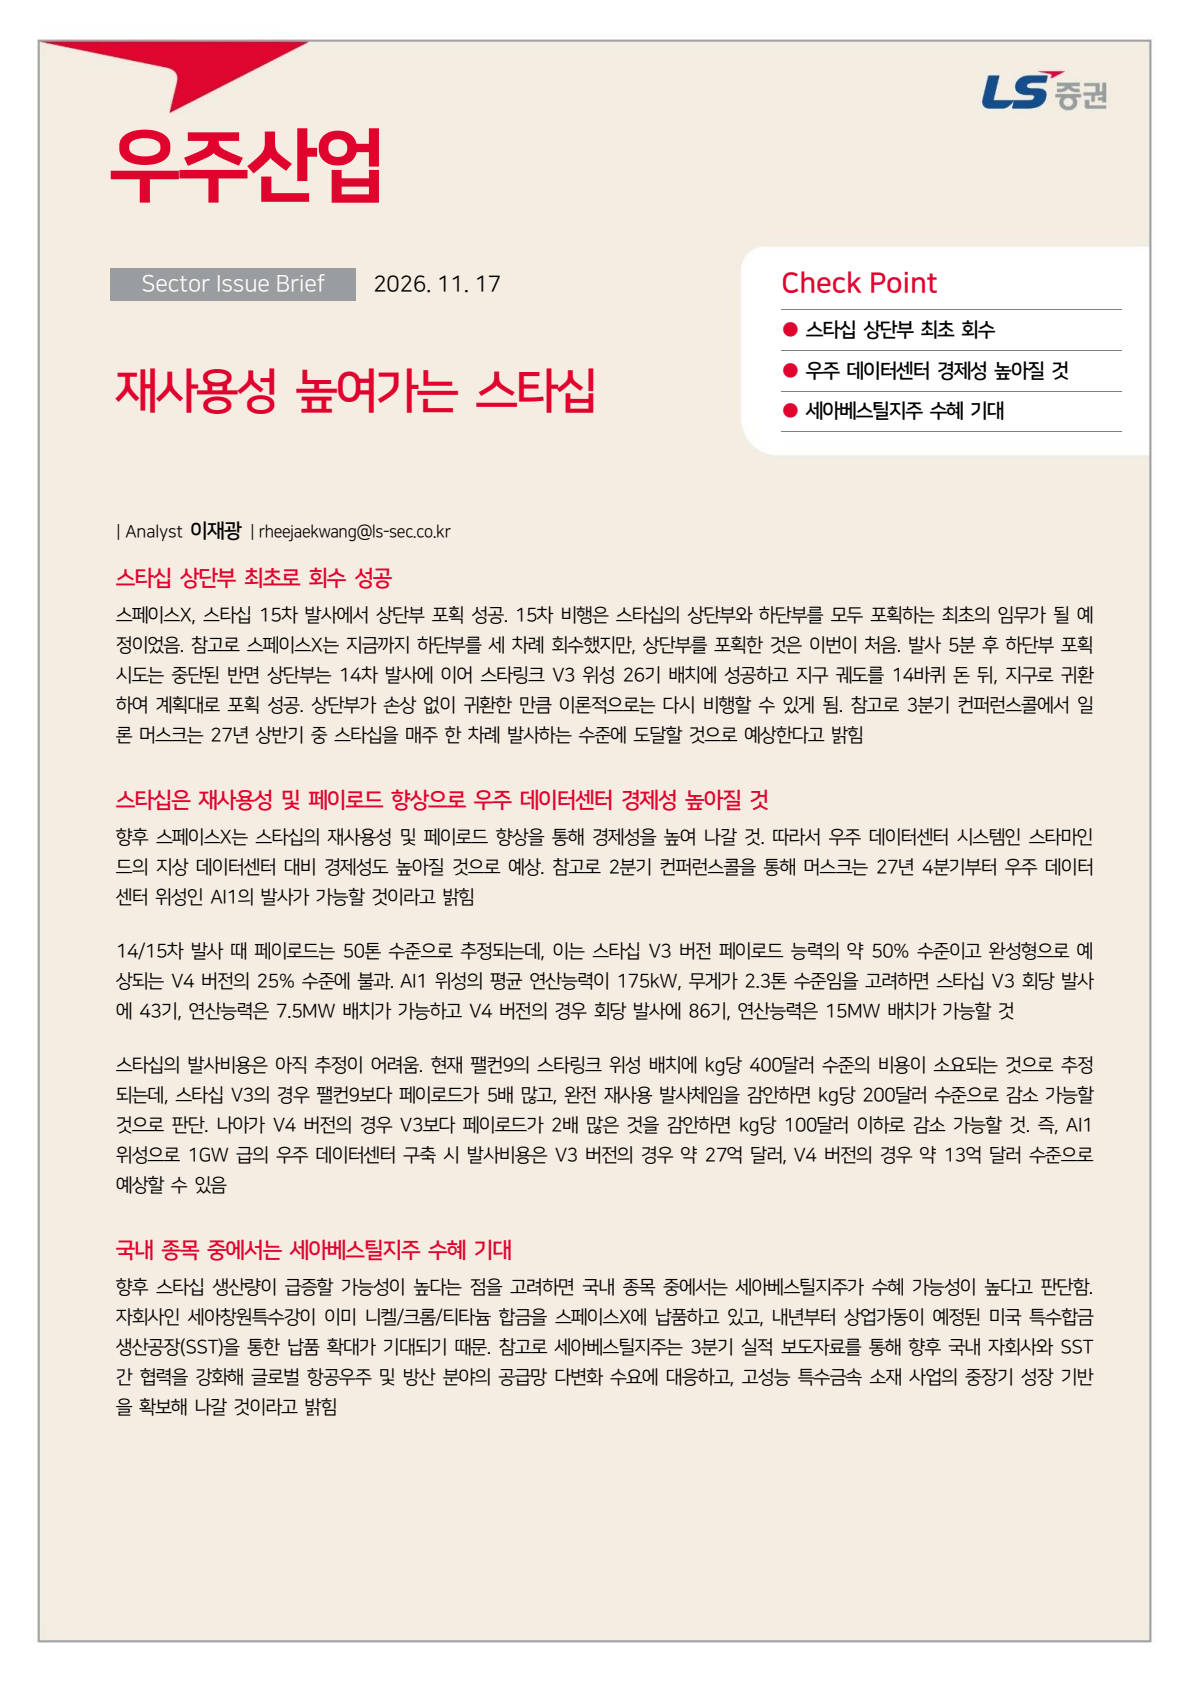 LS증권
우주산업
Sector Issue Brief 2026. 11. 17
재사용성 높여가는 스타십
Check Point
● 스타십 상단부 최초 회수
● 우주 데이터센터 경제성 높아질 것
● 세아베스틸지주 수혜 기대
| Analyst 이재광 | rheejaekwang@ls-sec.co.kr
스타십 상단부 최초로 회수 성공
스페이스X, 스타십 15차 발사에서 상단부 포획 성공. 15차 비행은 스타십의 상단부와 하단부를 모두 포획하는 최초의 임무가 될 예
정이었음. 참고로 스페이스X는 지금까지 하단부를 세 차례 회수했지만, 상단부를 포획한 것은 이번이 처음. 발사 5분 후 하단부 포획
시도는 중단된 반면 상단부는 14차 발사에 이어 스타링크 V3 위성 26기 배치에 성공하고 지구 궤도를 14바퀴 돈 뒤, 지구로 귀환
하여 계획대로 포획 성공. 상단부가 손상 없이 귀환한 만큼 이론적으로는 다시 비행할 수 있게 됨. 참고로 3분기 컨퍼런스콜에서 일
론 머스크는 27년 상반기 중 스타십을 매주 한 차례 발사하는 수준에 도달할 것으로 예상한다고 밝힘
스타십은 재사용성 및 페이로드 향상으로 우주 데이터센터 경제성 높아질 것
향후 스페이스X는 스타십의 재사용성 및 페이로드 향상을 통해 경제성을 높여 나갈 것. 따라서 우주 데이터센터 시스템인 스타마인
드의 지상 데이터센터 대비 경제성도 높아질 것으로 예상. 참고로 2분기 컨퍼런스콜을 통해 머스크는 27년 4분기부터 우주 데이터
센터 위성인 AI1의 발사가 가능할 것이라고 밝힘
14/15차 발사 때 페이로드는 50톤 수준으로 추정되는데, 이는 스타십 V3 버전 페이로드 능력의 약 50% 수준이고 완성형으로 예
상되는 V4 버전의 25% 수준에 불과. AI1 위성의 평균 연산능력이 175kW, 무게가 2.3톤 수준임을 고려하면 스타십 V3 회당 발사
에 43기, 연산능력은 7.5MW 배치가 가능하고 V4 버전의 경우 회당 발사에 86기, 연산능력은 15MW 배치가 가능할 것
스타십의 발사비용은 아직 추정이 어려움. 현재 팰컨9의 스타링크 위성 배치에 kg당 400달러 수준의 비용이 소요되는 것으로 추정
되는데, 스타십 V3의 경우 팰컨9보다 페이로드가 5배 많고, 완전 재사용 발사체임을 감안하면 kg당 200달러 수준으로 감소 가능할
것으로 판단. 나아가 V4 버전의 경우 V3보다 페이로드가 2배 많은 것을 감안하면 kg당 100달러 이하로 감소 가능할 것. 즉, AI1
위성으로 1GW 급의 우주 데이터센터 구축 시 발사비용은 V3 버전의 경우 약 27억 달러, V4 버전의 경우 약 13억 달러 수준으로
예상할 수 있음
국내 종목 중에서는 세아베스틸지주 수혜 기대
향후 스타십 생산량이 급증할 가능성이 높다는 점을 고려하면 국내 종목 중에서는 세아베스틸지주가 수혜 가능성이 높다고 판단함.
자회사인 세아창원특수강이 이미 니켈/크롬/티타늄 합금을 스페이스X에 납품하고 있고, 내년부터 상업가동이 예정된 미국 특수합금
생산공장(SST)을 통한 납품 확대가 기대되기 때문. 참고로 세아베스틸지주는 3분기 실적 보도자료를 통해 향후 국내 자회사와 SST
간 협력을 강화해 글로벌 항공우주 및 방산 분야의 공급망 다변화 수요에 대응하고, 고성능 특수금속 소재 사업의 중장기 성장 기반
을 확보해 나갈 것이라고 밝힘